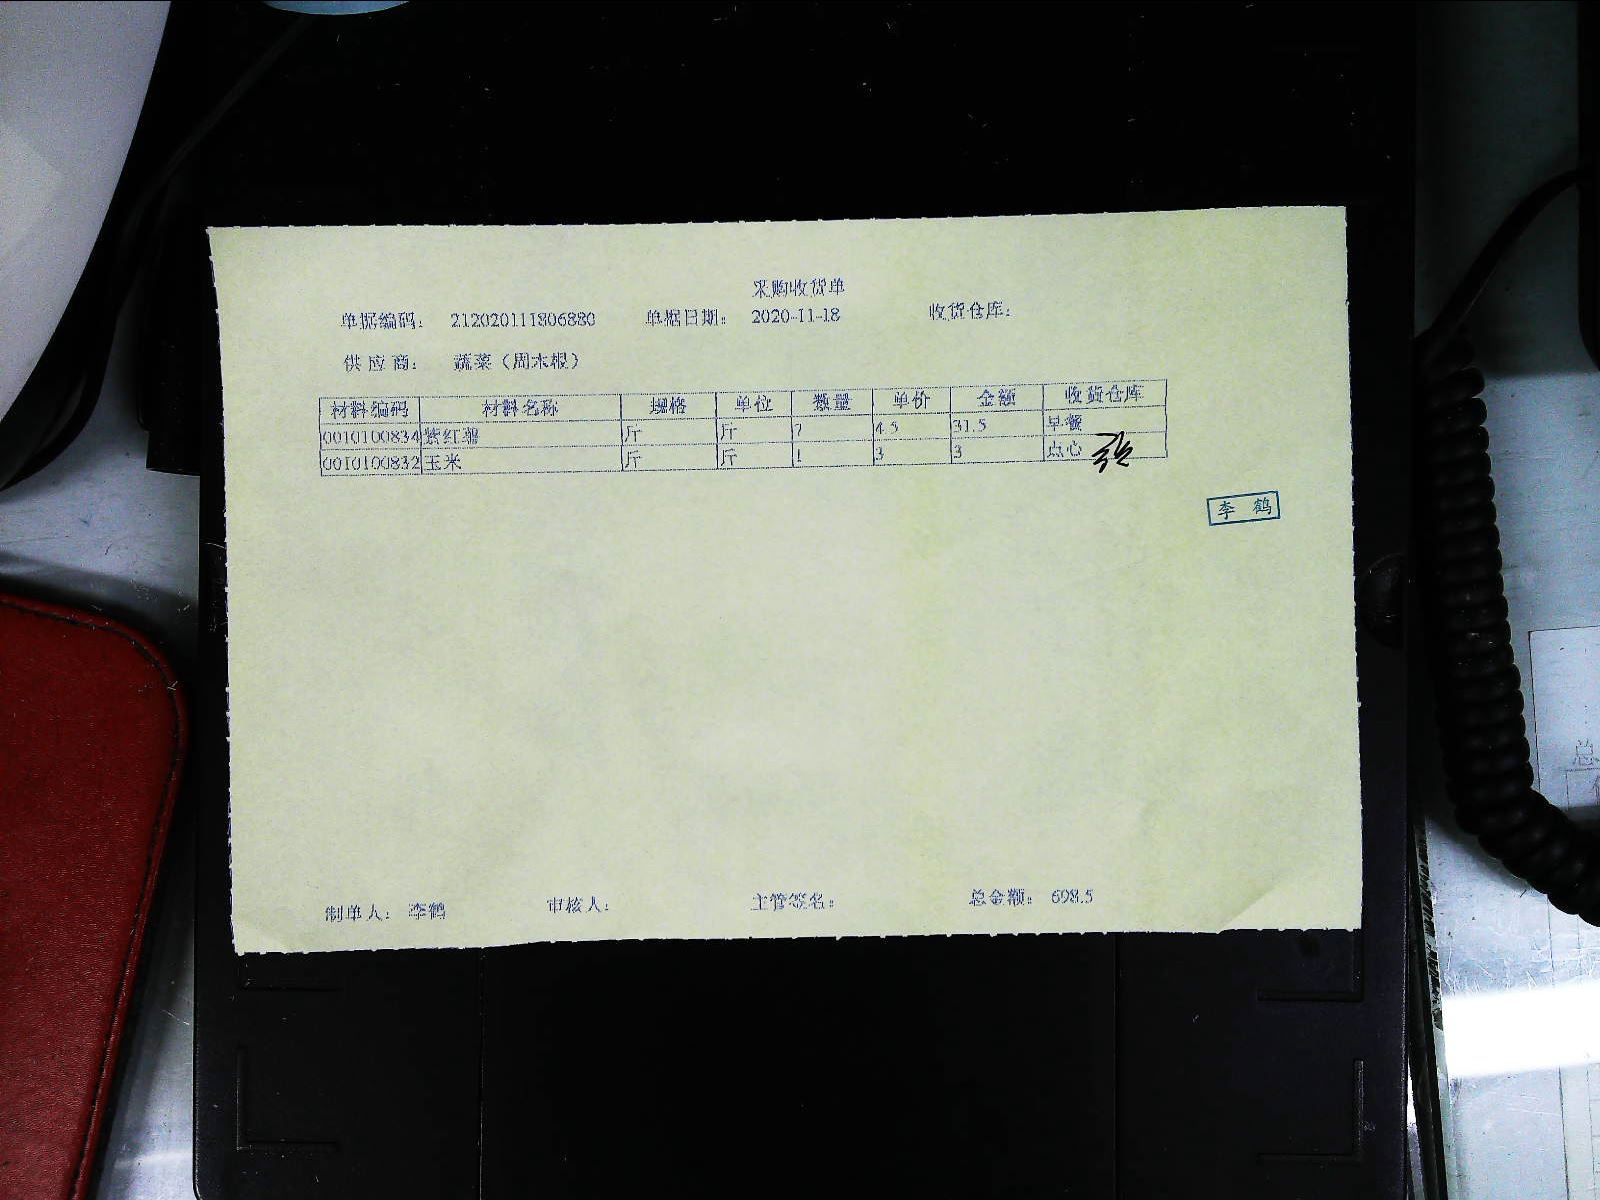 采购收货单
单据编码： 212020111806880 单据日期： 2020-11-18 收货仓库：
供应商： 蔬菜（周木根）
材料编码 材料名称 规格 单位 数量 单价 金额 收货仓库
0010100834 紫红薯 斤 斤 7 4.5 31.5 早餐
0010100832 玉米 斤 斤 1 3 3 点心
李鹤
制单人： 李鹤 审核人： 主管签名： 总金额： 698.5
总